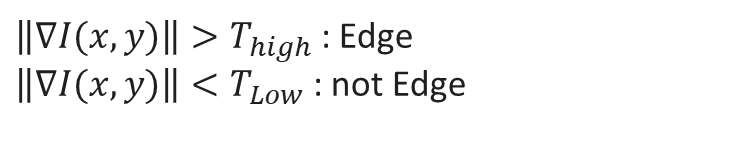 ‖∇I(x, y)‖ > T_high : Edge
‖∇I(x, y)‖ < T_Low : not Edge